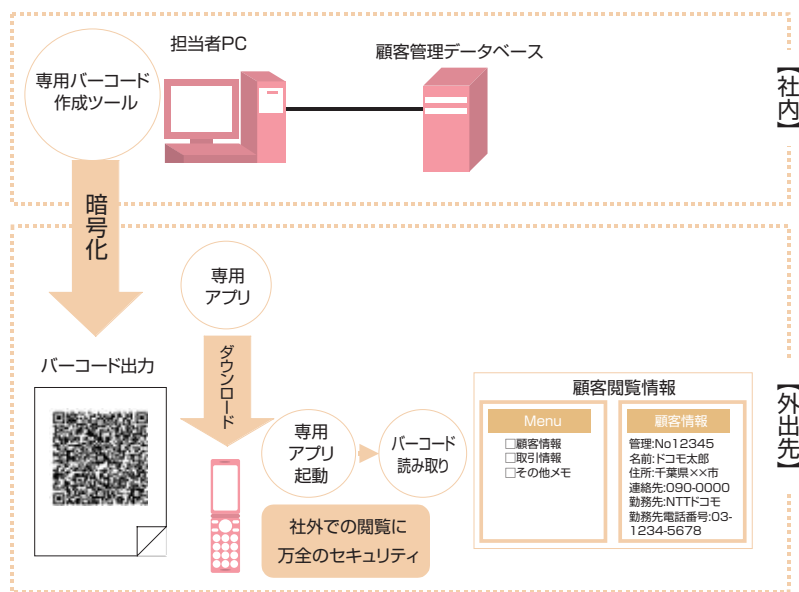 担当者PC
顧客管理データベース
専用バーコード
作成ツール
【社内】
暗号化
専用
アプリ
バーコード出力
ダウンロード
専用
アプリ
起動
バーコード
読み取り
社外での閲覧に
万全のセキュリティ
顧客閲覧情報
Menu
□顧客情報
□取引情報
□その他メモ
顧客情報
管理:No12345
名前:ドコモ太郎
住所:千葉県××市
連絡先:090-0000
勤務先:NTTドコモ
勤務先電話番号:03-
1234-5678
【外出先】